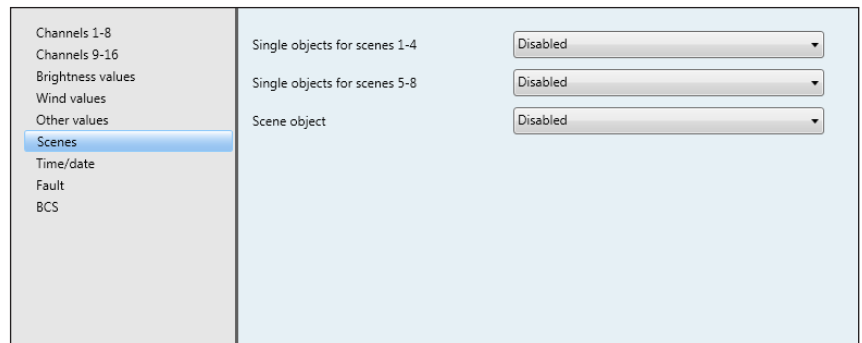 Channels 1-8
Channels 9-16
Brightness values
Wind values
Other values
Scenes
Time/date
Fault
BCS
Single objects for scenes 1-4 Disabled
Single objects for scenes 5-8 Disabled
Scene object Disabled